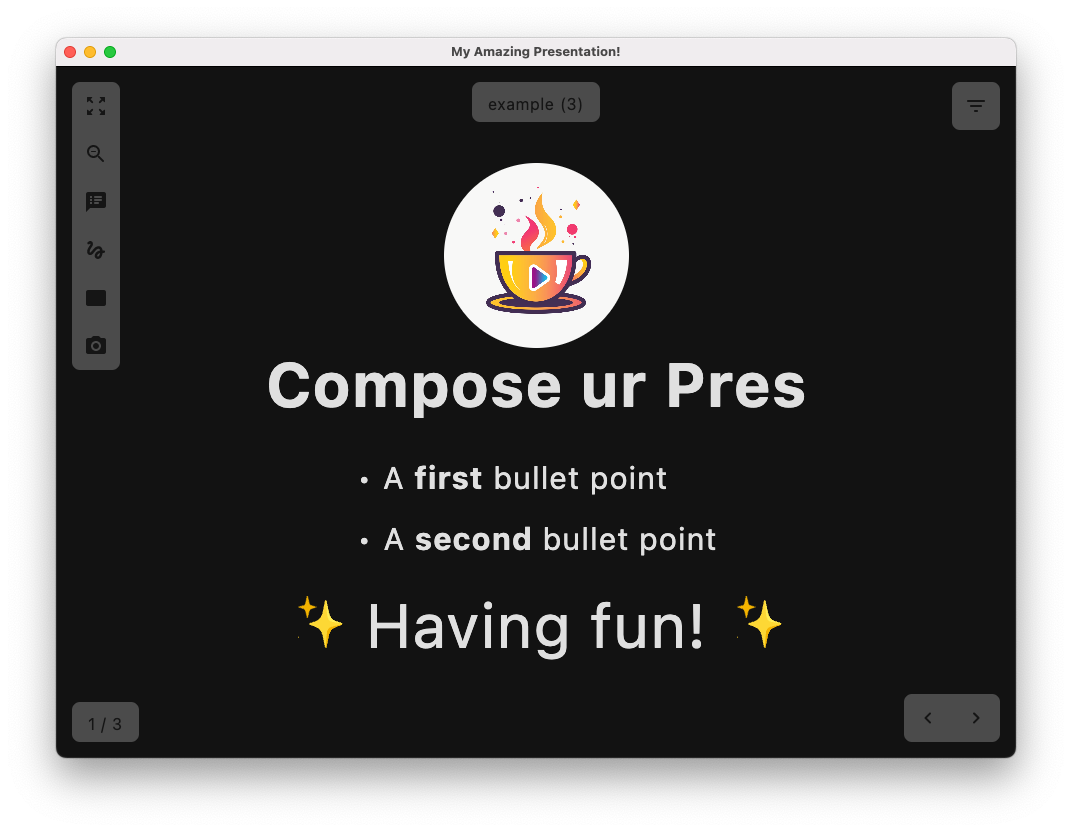 My Amazing Presentation!
example (3)
Compose ur Pres
• A first bullet point
• A second bullet point
✨ Having fun! ✨
1 / 3